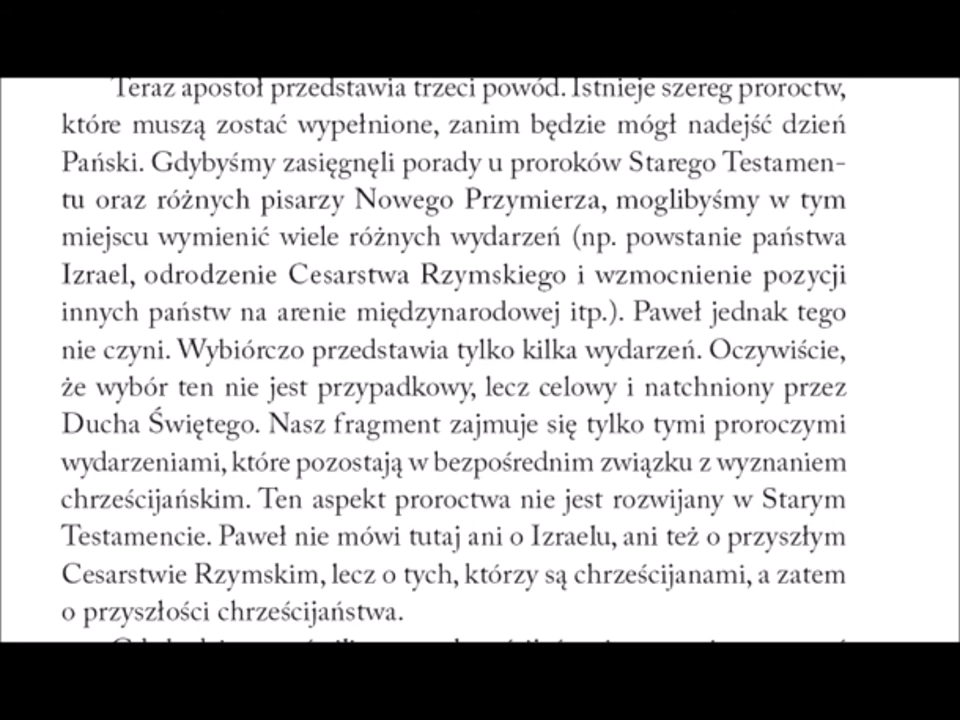 Teraz apostoł przedstawia trzeci powód. Istnieje szereg proroctw,
które muszą zostać wypełnione, zanim będzie mógł nadejść dzień
Pański. Gdybyśmy zasięgnęli porady u proroków Starego Testamen-
tu oraz różnych pisarzy Nowego Przymierza, moglibyśmy w tym
miejscu wymienić wiele różnych wydarzeń (np. powstanie państwa
Izrael, odrodzenie Cesarstwa Rzymskiego i wzmocnienie pozycji
innych państw na arenie międzynarodowej itp.). Paweł jednak tego
nie czyni. Wybiórczo przedstawia tylko kilka wydarzeń. Oczywiście,
że wybór ten nie jest przypadkowy, lecz celowy i natchniony przez
Ducha Świętego. Nasz fragment zajmuje się tylko tymi proroczymi
wydarzeniami, które pozostają w bezpośrednim związku z wyznaniem
chrześcijańskim. Ten aspekt proroctwa nie jest rozwijany w Starym
Testamencie. Paweł nie mówi tutaj ani o Izraelu, ani też o przyszłym
Cesarstwie Rzymskim, lecz o tych, którzy są chrześcijanami, a zatem
o przyszłości chrześcijaństwa.